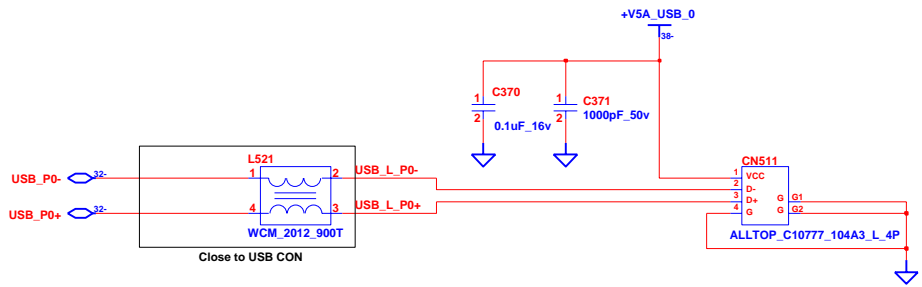 +V5A_USB_0
38-
1
C370
2
0.1uF_16v
1
C371
2
1000pF_50v
L521
USB_P0-
32-
1
2
USB_L_P0-
USB_P0+
32-
4
3
USB_L_P0+
WCM_2012_900T
Close to USB CON
CN511
1
VCC
2
D-
3
D+
G
G1
4
G
G
G2
ALLTOP_C10777_104A3_L_4P